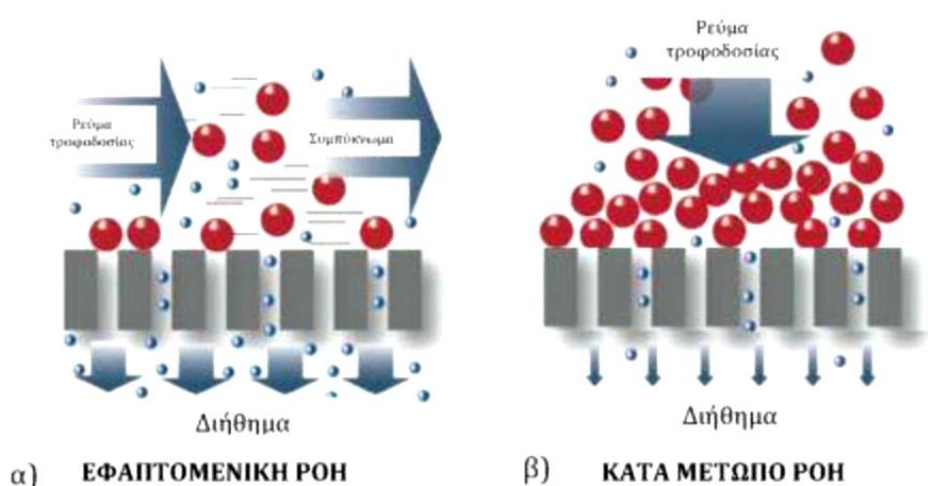 Ρεύμα
τροφοδοσίας
Συμπύκνωμα
Διήθημα
α) ΕΦΑΠΤΟΜΕΝΙΚΗ ΡΟΗ
Ρεύμα
τροφοδοσίας
Διήθημα
β) ΚΑΤΑ ΜΕΤΩΠΟ ΡΟΗ